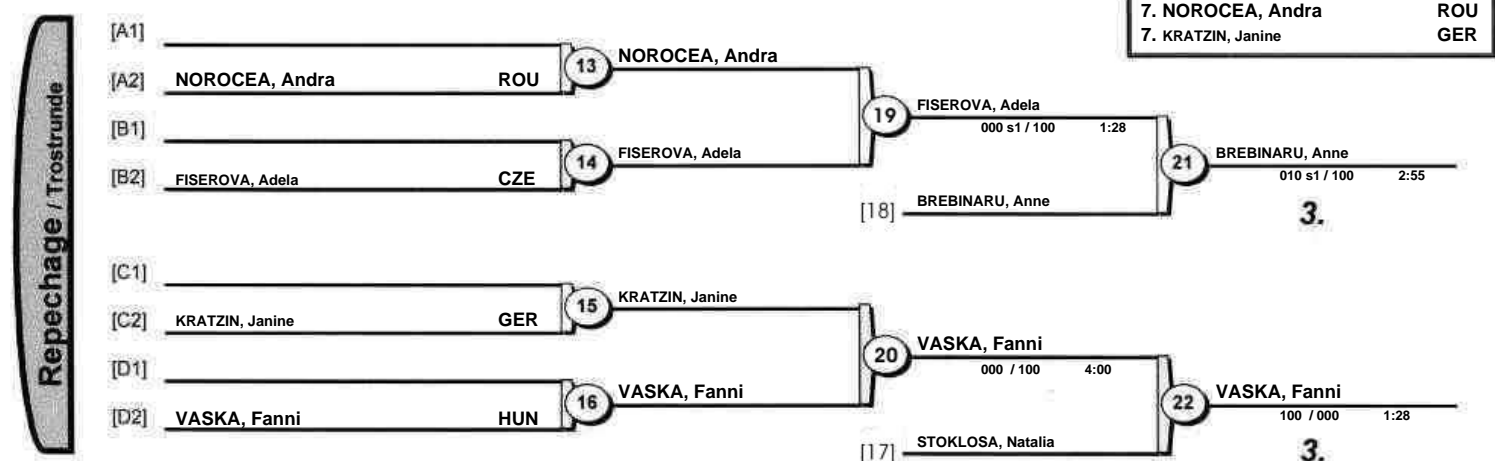 7. NOROCEA, Andra ROU
7. KRATZIN, Janine GER
Repechage / Trostrunde
[A1]
[A2] NOROCEA, Andra ROU
13 NOROCEA, Andra
[B1]
[B2] FISEROVA, Adela CZE
14 FISEROVA, Adela
19 FISEROVA, Adela
000 s1 / 100 1:28
[18] BREBINARU, Anne
21 BREBINARU, Anne
010 s1 / 100 2:55
3.
[C1]
[C2] KRATZIN, Janine GER
15 KRATZIN, Janine
[D1]
[D2] VASKA, Fanni HUN
16 VASKA, Fanni
20 VASKA, Fanni
000 / 100 4:00
[17] STOKLOSA, Natalia
22 VASKA, Fanni
100 / 000 1:28
3.